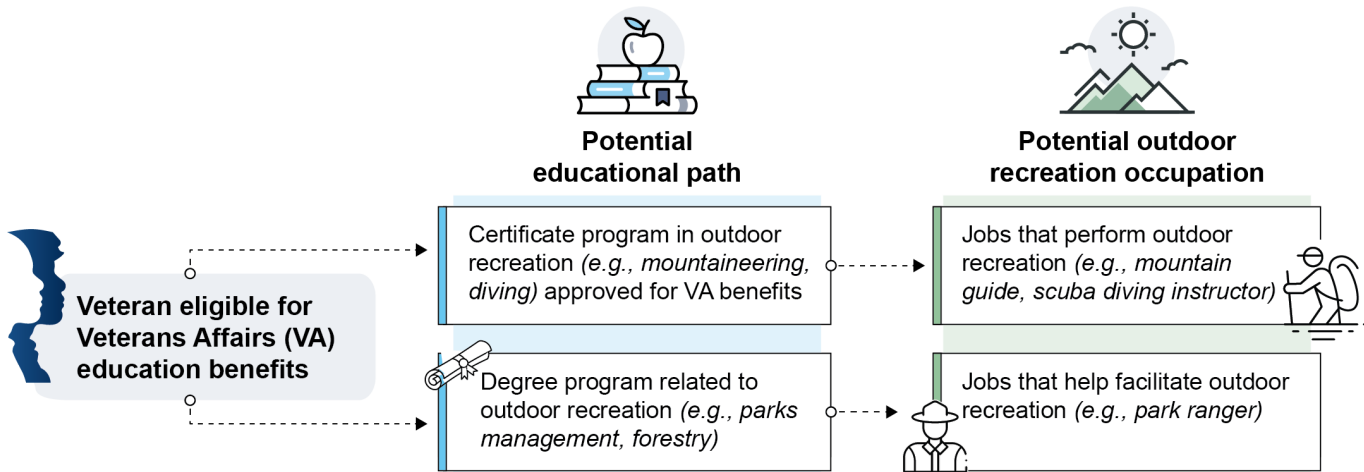 Potential
educational path
Potential outdoor
recreation occupation
Veteran eligible for
Veterans Affairs (VA)
education benefits
Certificate program in outdoor
recreation (e.g., mountaineering,
diving) approved for VA benefits
Jobs that perform outdoor
recreation (e.g., mountain
guide, scuba diving instructor)
Degree program related to
outdoor recreation (e.g., parks
management, forestry)
Jobs that help facilitate outdoor
recreation (e.g., park ranger)